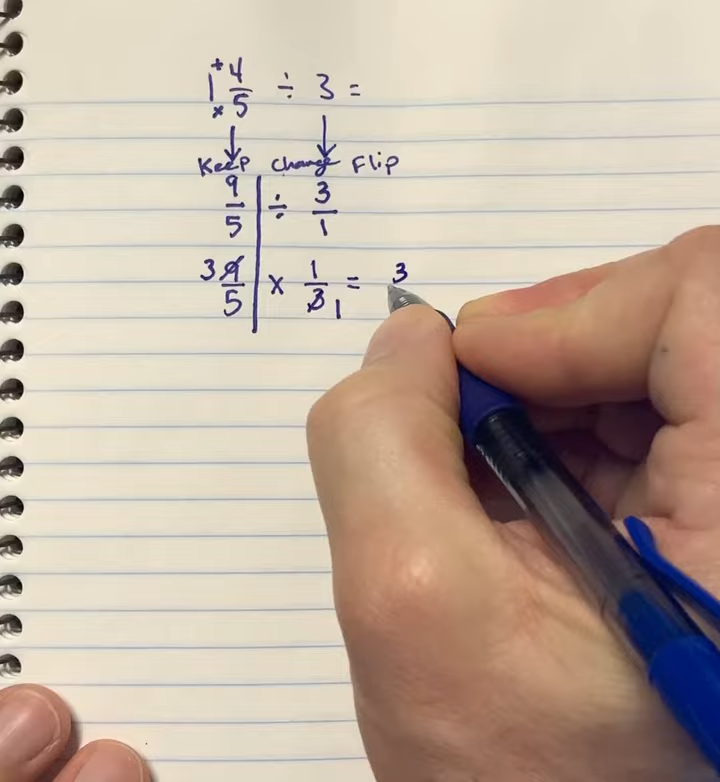 1 + 4/5 × ÷ 3 =
Keep Change Flip
9/5 ÷ 3/1
3 9/5 × 1/3 1 = 3